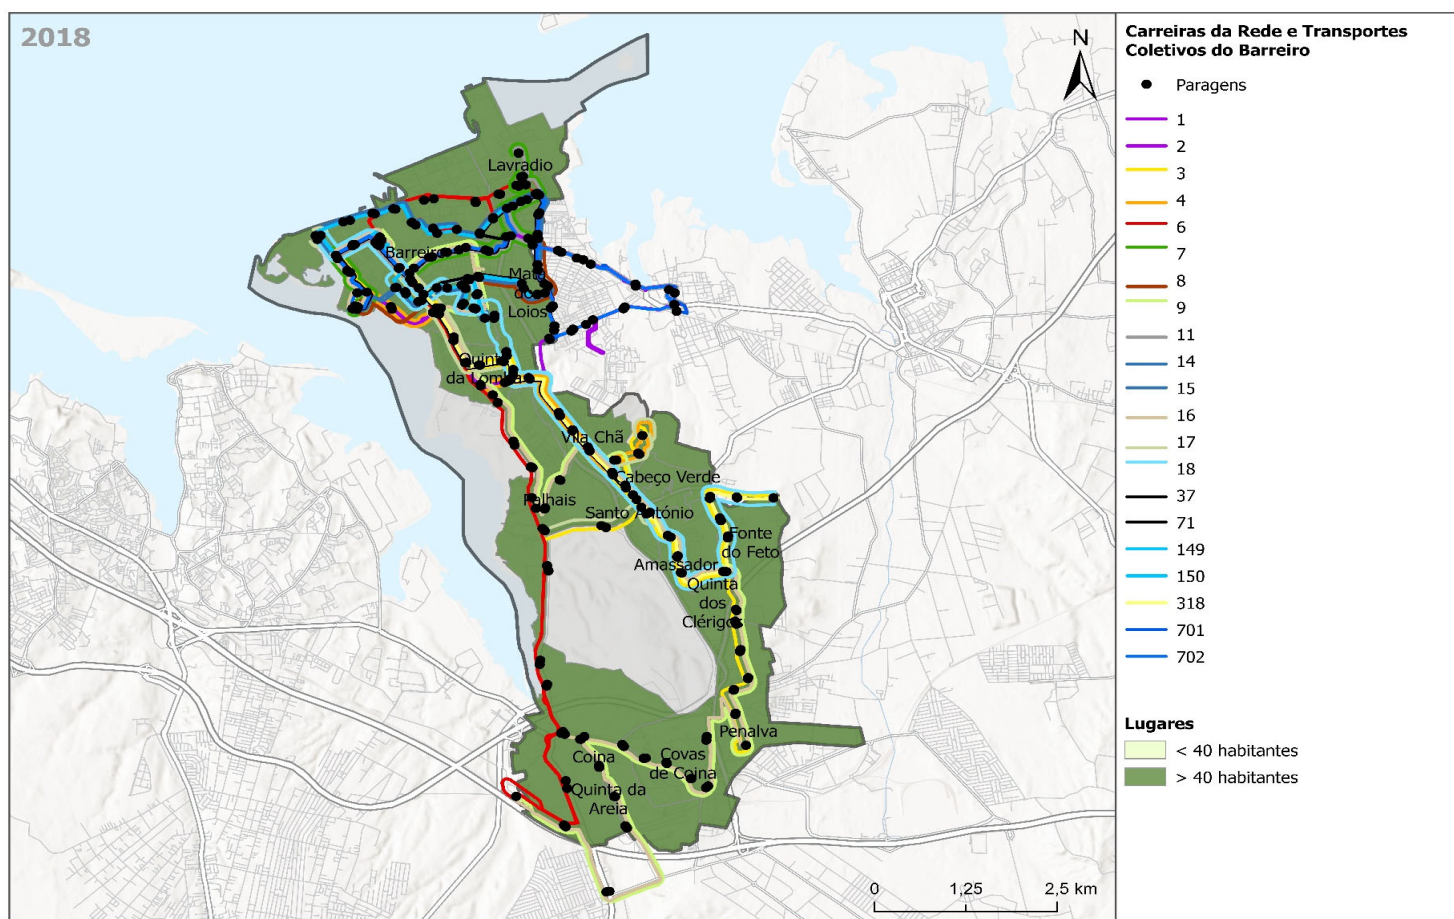 2018
N
Lavradio
Barreiro
Mata
dos
Loios
Quinta
da Lomba
Vila Chã
Cabeço Verde
Palhais
Santo António
Fonte
do Feto
Amassador
Quinta
dos
Clérigos
Penalva
Coina
Covas
de Coina
Quinta da
Areia
0
1,25
2,5 km
Carreiras da Rede e Transportes
Coletivos do Barreiro
Paragens
1
2
3
4
6
7
8
9
11
14
15
16
17
18
37
71
149
150
318
701
702
Lugares
< 40 habitantes
> 40 habitantes